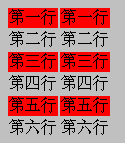 第一行 第一行
第二行 第二行
第三行 第三行
第四行 第四行
第五行 第五行
第六行 第六行